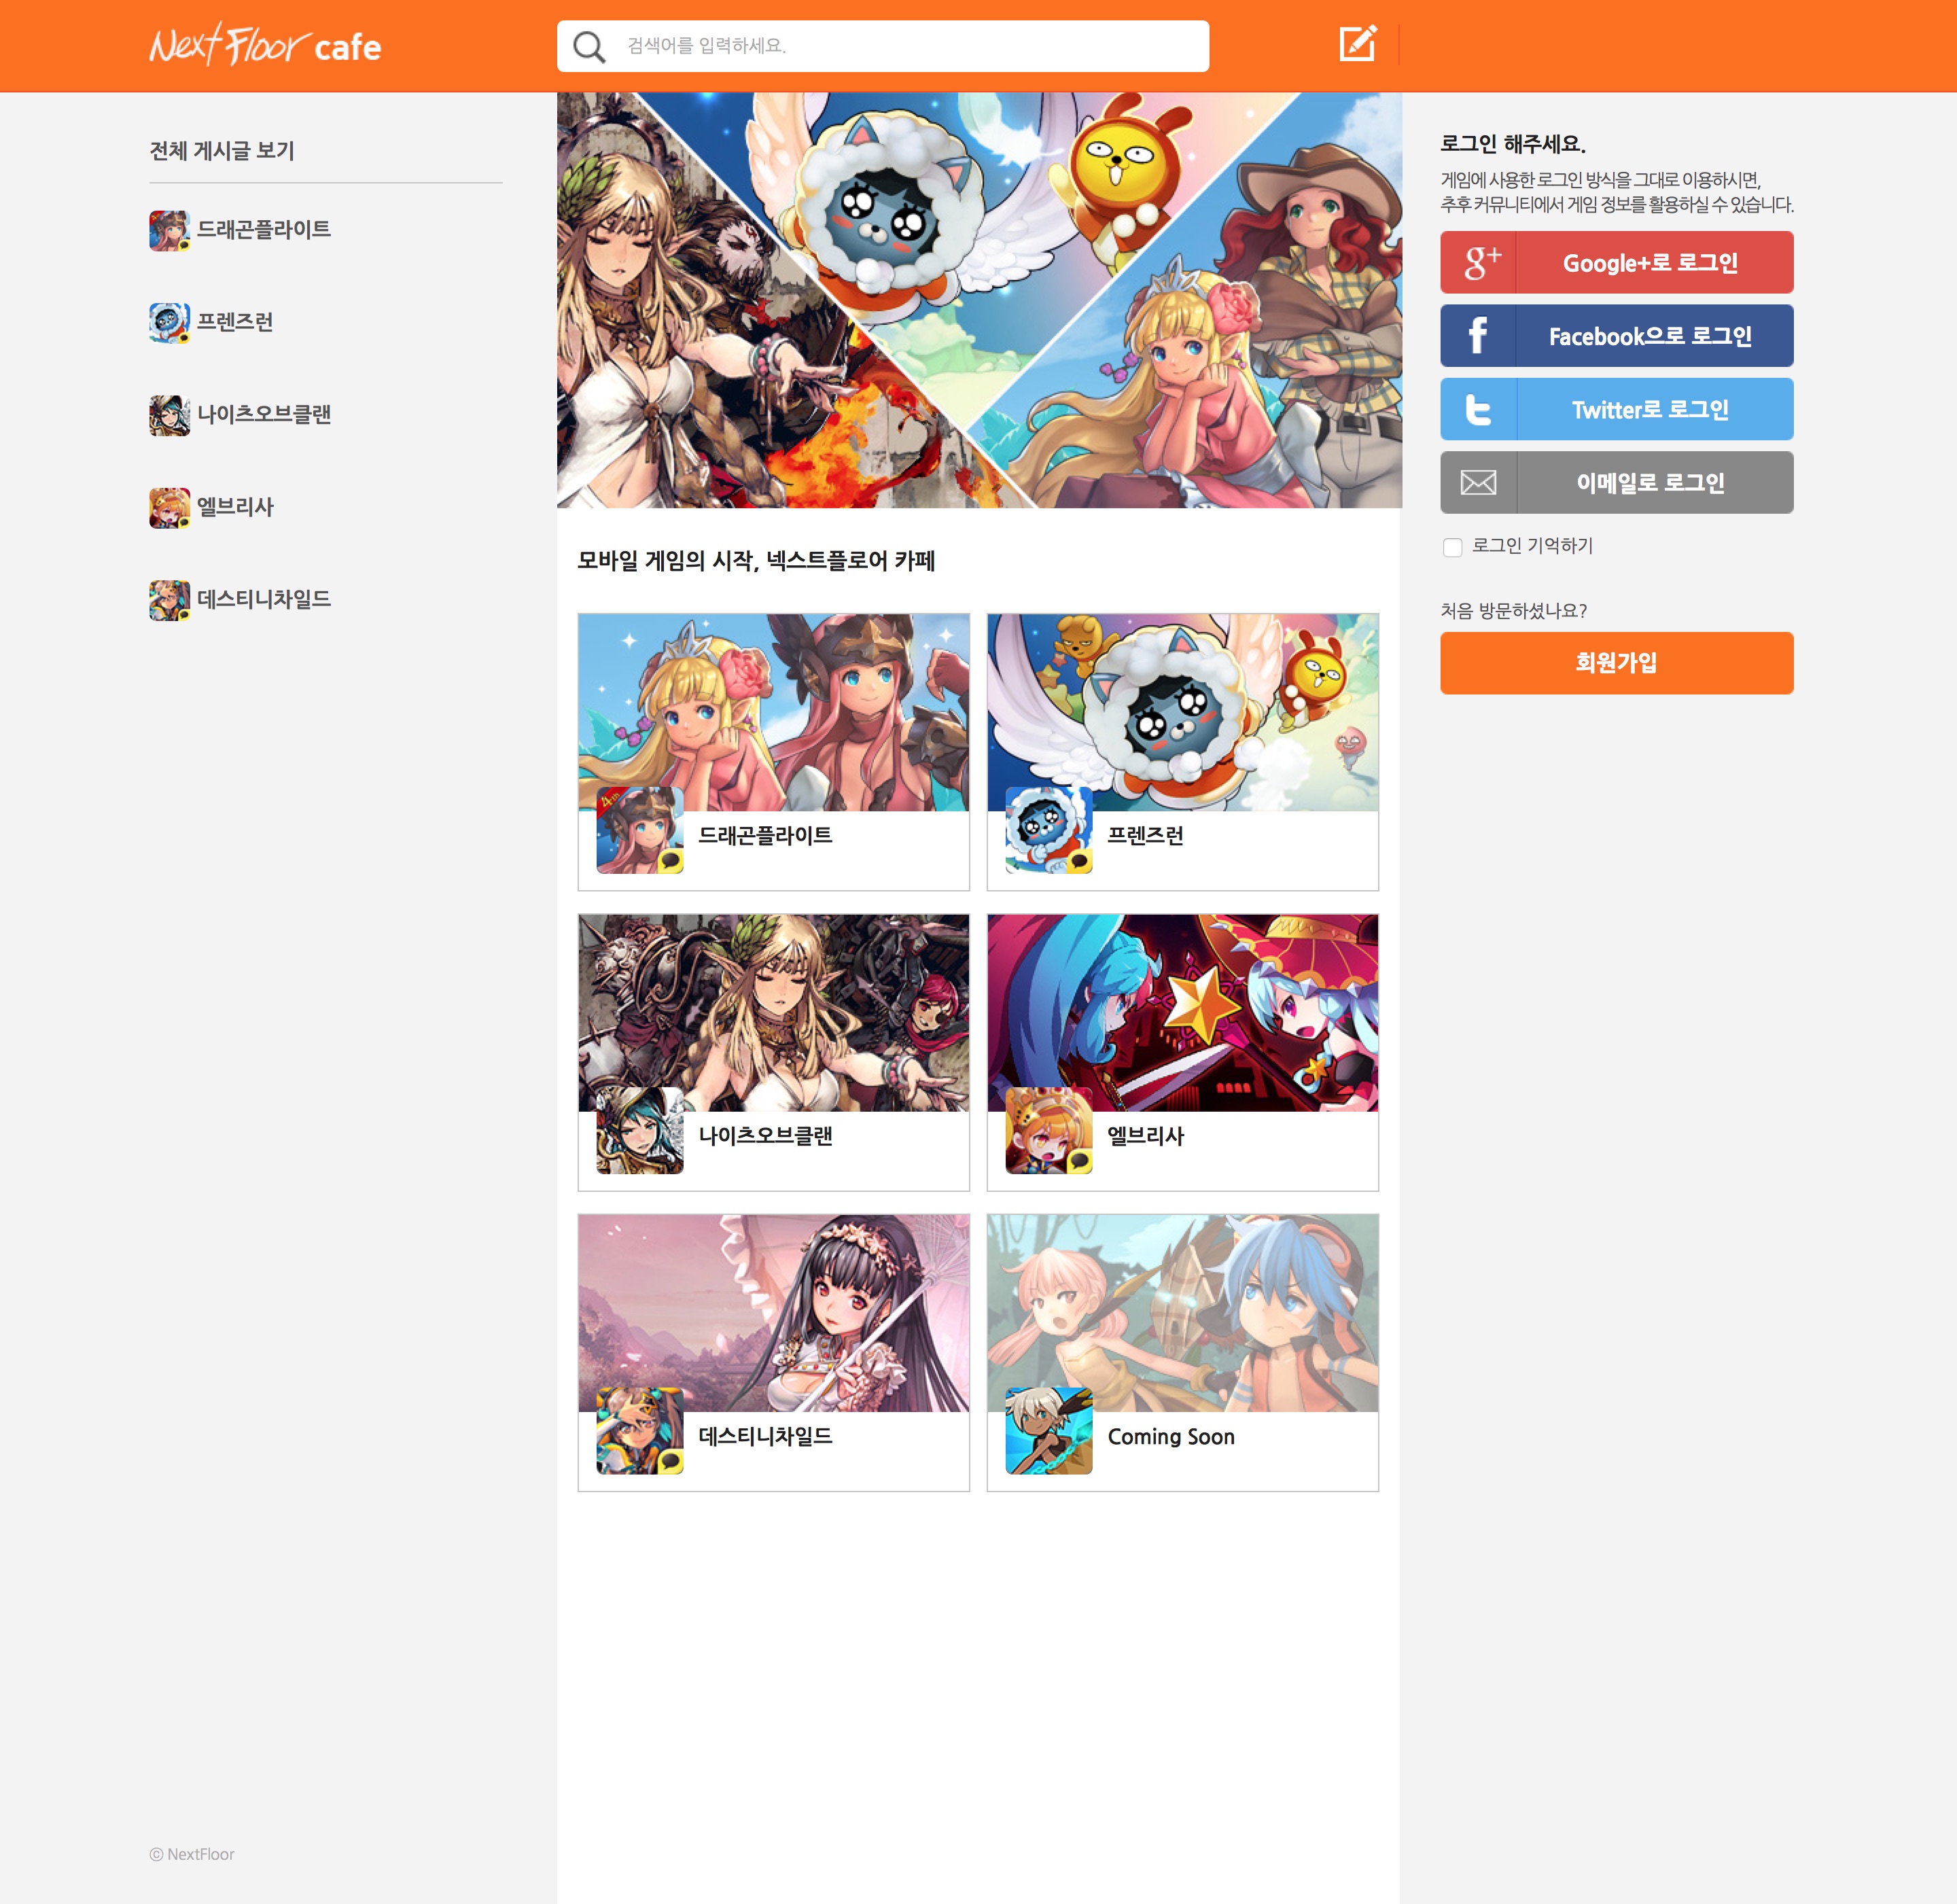 Next Floor cafe
검색어를 입력하세요.
전체 게시글 보기
드래곤플라이트
프렌즈런
나이츠오브클랜
엘브리사
데스티니차일드
모바일 게임의 시작, 넥스트플로어 카페
4th
드래곤플라이트
프렌즈런
나이츠오브클랜
엘브리사
데스티니차일드
Coming Soon
로그인 해주세요.
게임에 사용한 로그인 방식을 그대로 이용하시면,
추후 커뮤니티에서 게임 정보를 활용하실 수 있습니다.
g+ Google+로 로그인
f Facebook으로 로그인
t Twitter로 로그인
이메일로 로그인
로그인 기억하기
처음 방문하셨나요?
회원가입
ⓒ NextFloor